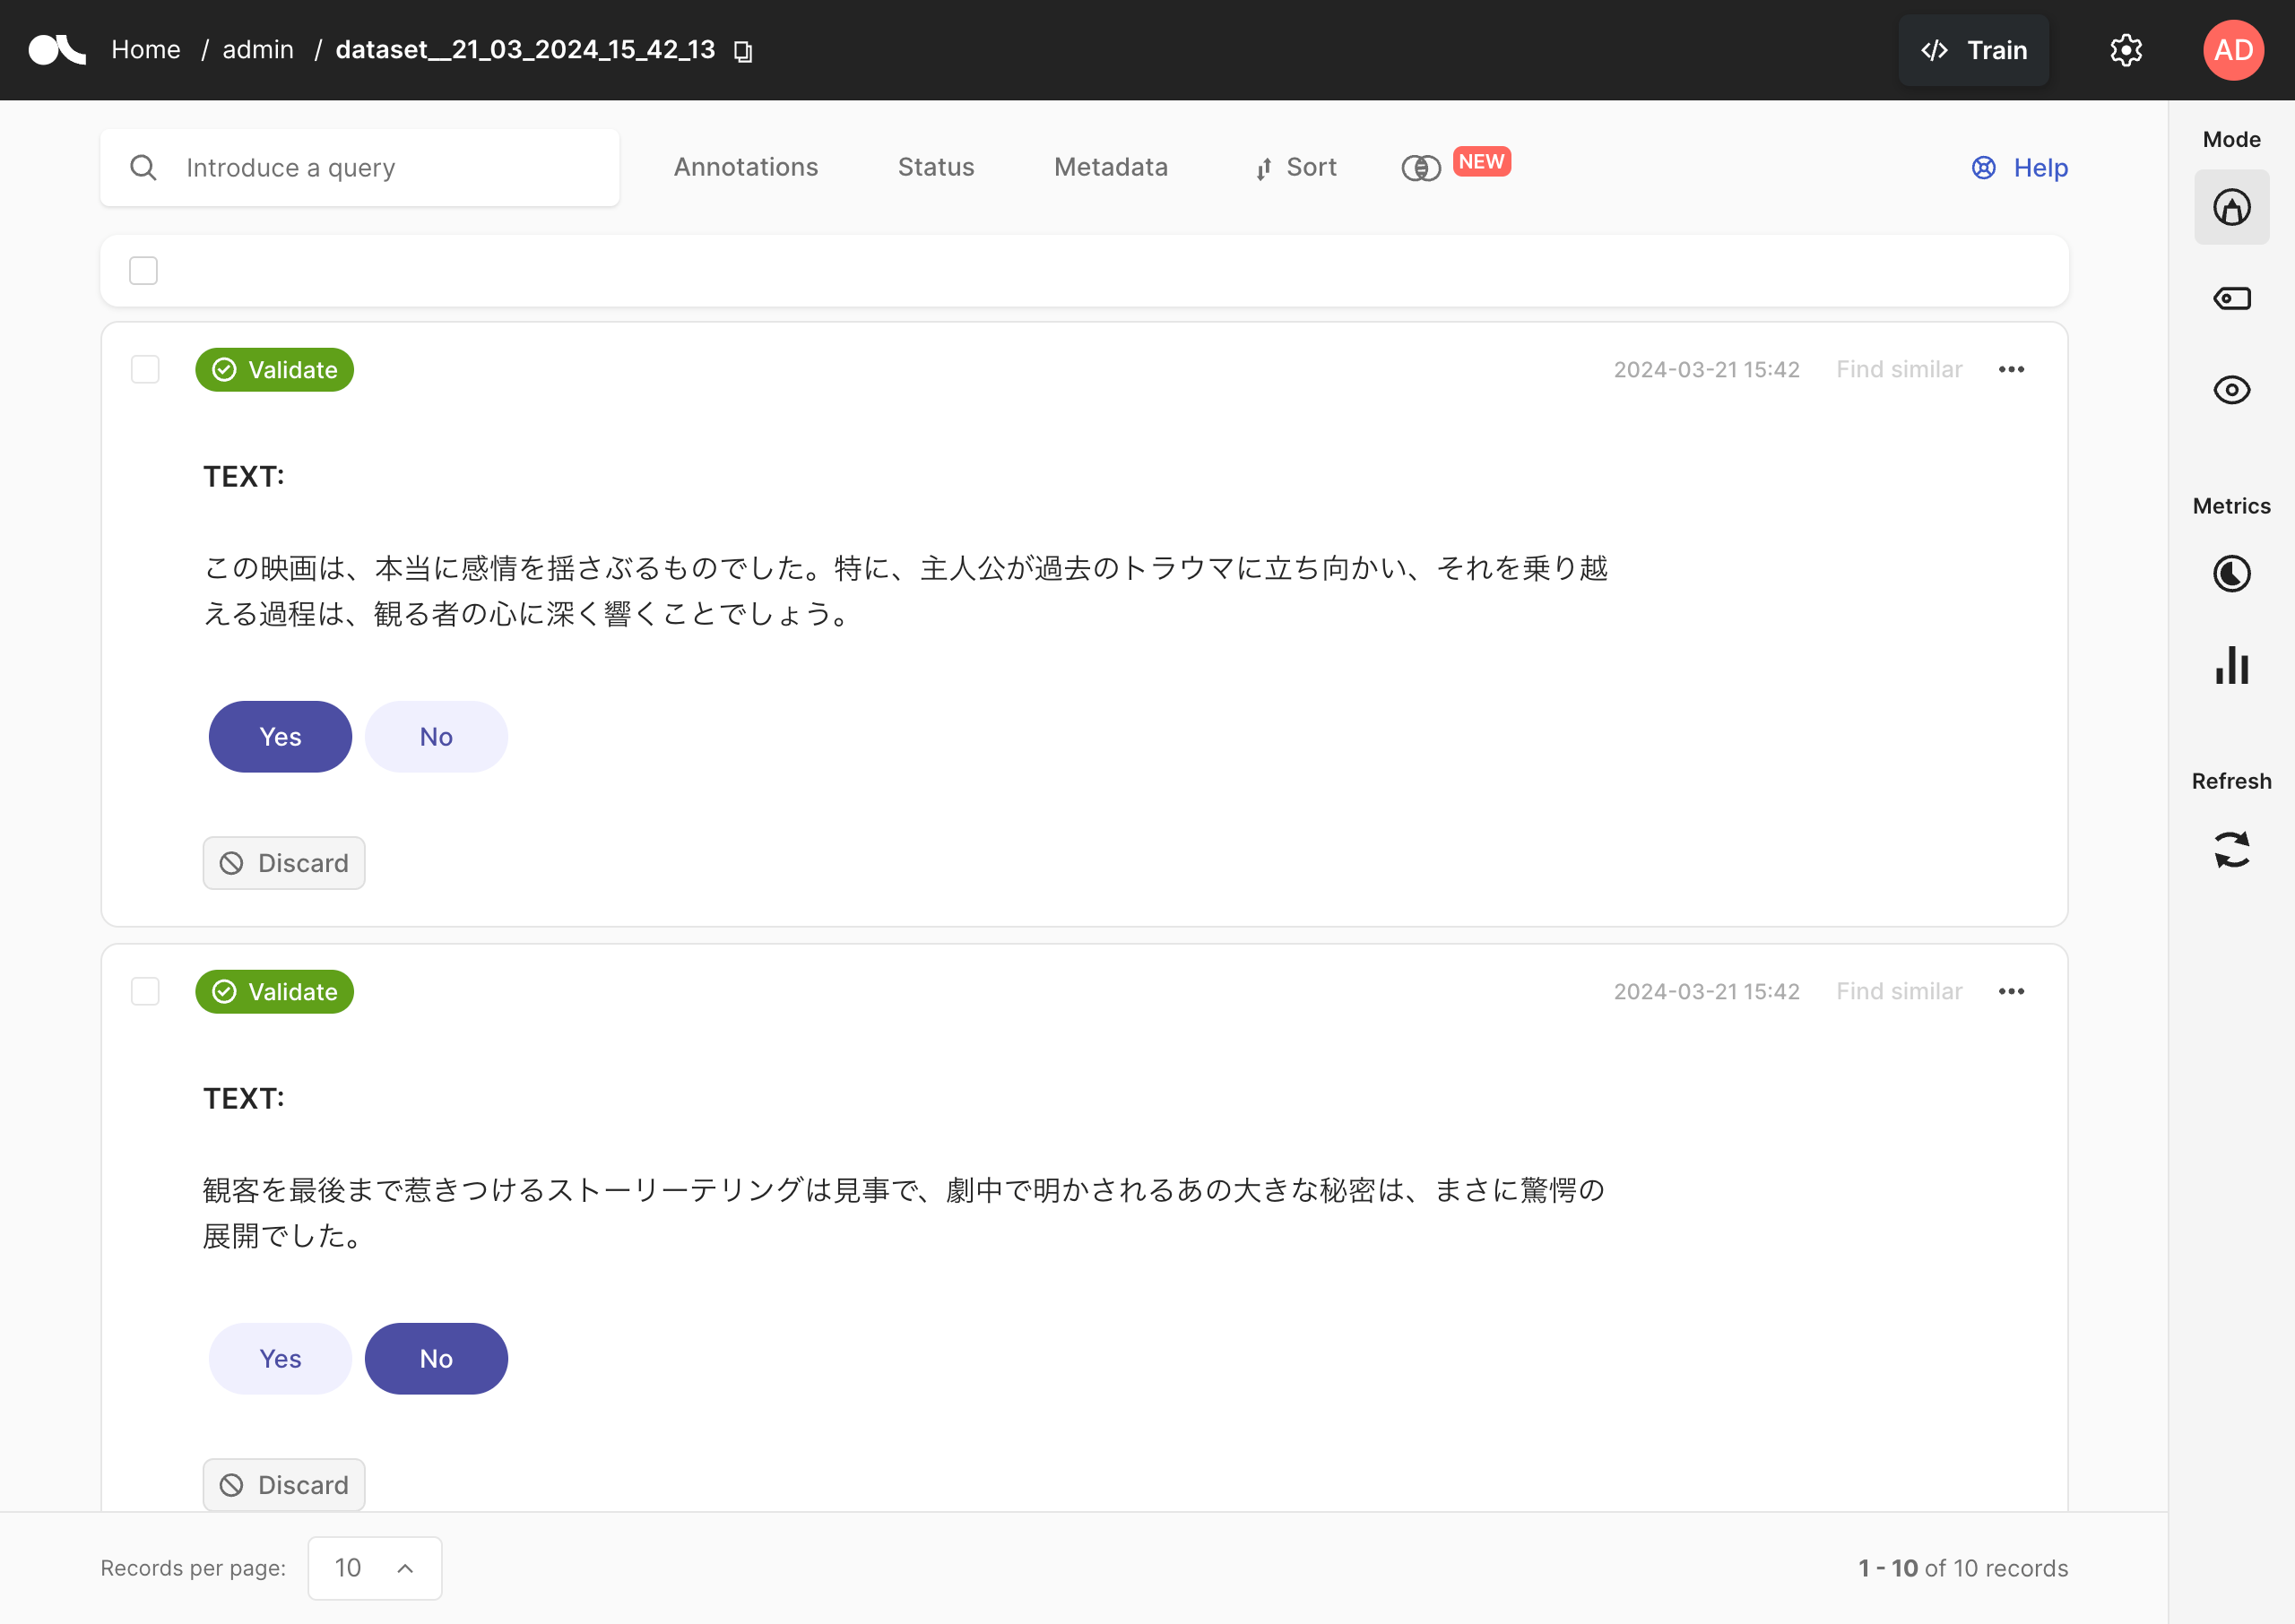 Home / admin / dataset__21_03_2024_15_42_13
</> Train
AD
Introduce a query
Annotations
Status
Metadata
Sort
NEW
Help
Mode
Validate
2024-03-21 15:42
Find similar
TEXT:
この映画は、本当に感情を揺さぶるものでした。特に、主人公が過去のトラウマに立ち向かい、それを乗り越
える過程は、観る者の心に深く響くことでしょう。
Yes
No
Discard
Metrics
Refresh
Validate
2024-03-21 15:42
Find similar
TEXT:
観客を最後まで惹きつけるストーリーテリングは見事で、劇中で明かされるあの大きな秘密は、まさに驚愕の
展開でした。
Yes
No
Discard
Records per page:
10
1 - 10 of 10 records